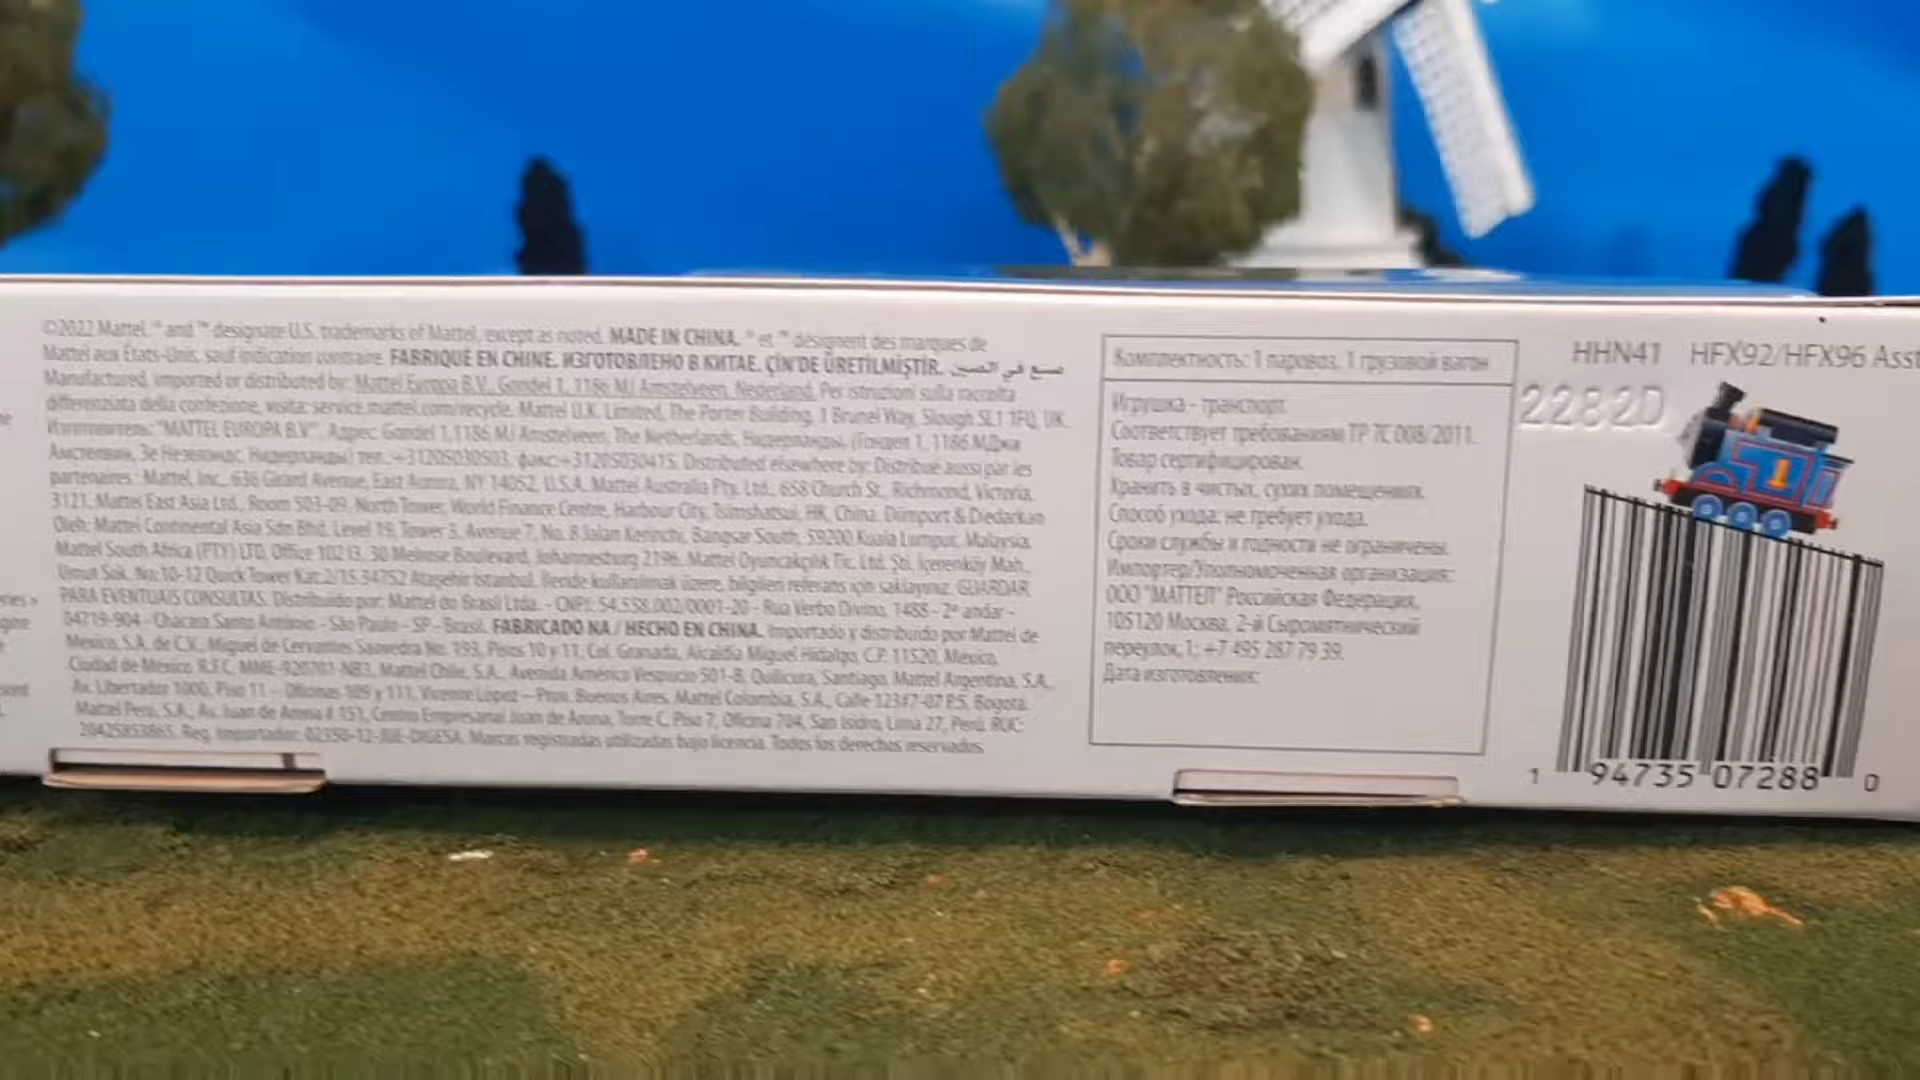 ©2022 Mattel.® and ™ designate U.S. trademarks of Mattel, except as noted. MADE IN CHINA. ® et ™ désignent des marques de
Mattel aux États-Unis, sauf indication contraire. FABRIQUÉ EN CHINE. ИЗГОТОВЛЕНО В КИТАЕ. ÇİN'DE ÜRETİLMİŞTİR. صنع في الصين
Manufactured, imported or distributed by: Mattel Europa B.V., Gondel 1, 1186 MJ Amstelveen, Nederland. Per istruzioni sulla raccolta
differenziata della confezione, visita: service.mattel.com/recycle. Mattel U.K. Limited, The Porter Building, 1 Brunel Way, Slough SL1 1FQ, UK.
Изготовитель: "MATTEL EUROPA B.V.", Адрес: Gondel 1, 1186 MJ Amstelveen, The Netherlands, Нидерланды, (Гондел 1, 1186 МДжи
Амстелвин, Зе Незеландс, Нидерланды) тел.:+31205030503, факс:+31205030415. Distributed elsewhere by: Distribué aussi par les
partenaires : Mattel, Inc., 636 Girard Avenue, East Aurora, NY 14052, U.S.A. Mattel Australia Pty. Ltd., 658 Church St., Richmond, Victoria,
3121. Mattel East Asia Ltd., Room 503-09, North Tower, World Finance Centre, Harbour City, Tsimshatsui, HK, China. Diimport & Diedarkan
Oleh: Mattel Continental Asia Sdn Bhd. Level 19, Tower 3, Avenue 7, No. 8 Jalan Kerinchi, Bangsar South, 59200 Kuala Lumpur, Malaysia.
Mattel South Africa (PTY) LTD, Office 102 I3, 30 Melrose Boulevard, Johannesburg 2196. Mattel Oyuncakçılık Tic. Ltd. Şti. İçerenköy Mah.,
Umut Sok. No:10-12 Quick Tower Kat:2/15 34752 Ataşehir İstanbul. İleride kullanılmak üzere, bilgileri referans için saklayınız. GUARDAR
PARA EVENTUAIS CONSULTAS. Distribuído por: Mattel do Brasil Ltda. - CNPJ: 54.558.002/0001-20 - Rua Verbo Divino, 1488 - 2º andar -
04719-904 - Chácara Santo Antônio - São Paulo - SP - Brasil. FABRICADO NA / HECHO EN CHINA. Importado y distribuido por Mattel de
México, S.A. de C.V., Miguel de Cervantes Saavedra No. 193, Pisos 10 y 11, Col. Granada, Alcaldía Miguel Hidalgo, C.P. 11520, México,
Ciudad de México. R.F.C. MME-920701-NB3. Mattel Chile, S.A., Avenida Américo Vespucio 501-B, Quilicura, Santiago. Mattel Argentina, S.A.,
Av. Libertador 1000, Piso 11 – Oficinas 109 y 111, Vicente López – Prov. Buenos Aires. Mattel Colombia, S.A., Calle 123#7-07 P.5, Bogotá.
Mattel Perú, S.A., Av. Juan de Arona # 151, Centro Empresarial Juan de Arona, Torre C, Piso 7, Oficina 704, San Isidro, Lima 27, Perú. RUC:
20425853865. Reg. Importador: 02350-12-JUE-DIGESA. Marcas registradas utilizadas bajo licencia. Todos los derechos reservados.
Комплектность: 1 паровоз, 1 грузовой вагон
Игрушка - транспорт.
Соответствует требованиям ТР ТС 008/2011.
Товар сертифицирован.
Хранить в чистых, сухих помещениях.
Способ ухода: не требует ухода.
Сроки службы и годности не ограничены.
Импортер/Уполномоченная организация:
ООО "МАТТЕЛ" Российская Федерация,
105120 Москва, 2-й Сыромятнический
переулок, 1; +7 495 287 79 39.
Дата изготовления:
HHN41 HFX92/HFX96 Asst
2282D
1
1 94735 07288 0